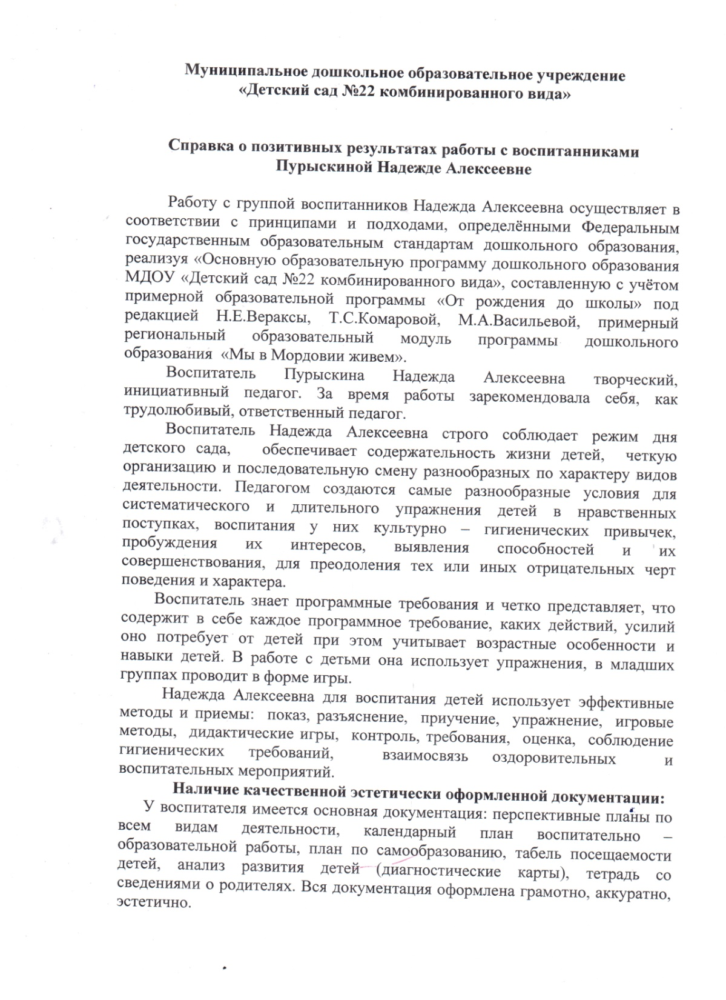 Муниципальное дошкольное образовательное учреждение
«Детский сад №22 комбинированного вида»
Справка о позитивных результатах работы с воспитанниками
Пурыскиной Надежде Алексеевне
Работу с группой воспитанников Надежда Алексеевна осуществляет в
соответствии с принципами и подходами, определёнными Федеральным
государственным образовательным стандартам дошкольного образования,
реализуя «Основную образовательную программу дошкольного образования
МДОУ «Детский сад №22 комбинированного вида», составленную с учётом
примерной образовательной программы «От рождения до школы» под
редакцией Н.Е.Вераксы, Т.С.Комаровой, М.А.Васильевой, примерный
региональный образовательный модуль программы дошкольного
образования «Мы в Мордовии живем».
Воспитатель Пурыскина Надежда Алексеевна творческий,
инициативный педагог. За время работы зарекомендовала себя, как
трудолюбивый, ответственный педагог.
Воспитатель Надежда Алексеевна строго соблюдает режим дня
детского сада, обеспечивает содержательность жизни детей, четкую
организацию и последовательную смену разнообразных по характеру видов
деятельности. Педагогом создаются самые разнообразные условия для
систематического и длительного упражнения детей в нравственных
поступках, воспитания у них культурно – гигиенических привычек,
пробуждения их интересов, выявления способностей и их
совершенствования, для преодоления тех или иных отрицательных черт
поведения и характера.
Воспитатель знает программные требования и четко представляет, что
содержит в себе каждое программное требование, каких действий, усилий
оно потребует от детей при этом учитывает возрастные особенности и
навыки детей. В работе с детьми она использует упражнения, в младших
группах проводит в форме игры.
Надежда Алексеевна для воспитания детей использует эффективные
методы и приемы: показ, разъяснение, приучение, упражнение, игровые
методы, дидактические игры, контроль, требования, оценка, соблюдение
гигиенических требований, взаимосвязь оздоровительных и
воспитательных мероприятий.
Наличие качественной эстетически оформленной документации:
У воспитателя имеется основная документация: перспективные планы по
всем видам деятельности, календарный план воспитательно –
образовательной работы, план по самообразованию, табель посещаемости
детей, анализ развития детей (диагностические карты), тетрадь со
сведениями о родителях. Вся документация оформлена грамотно, аккуратно,
эстетично.